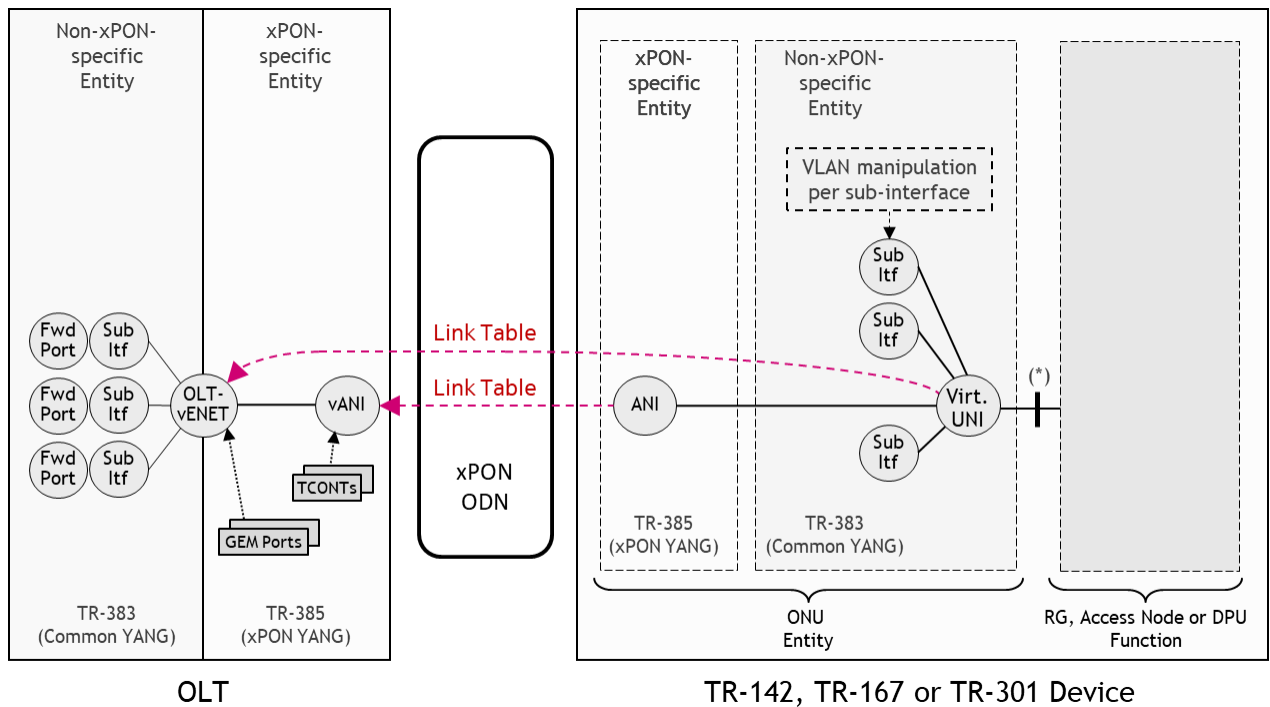 Non-xPON-
specific
Entity
xPON-
specific
Entity
Fwd
Port
Sub
Itf
Fwd
Port
Sub
Itf
Fwd
Port
Sub
Itf
OLT-
vENET
vANI
TCONTs
GEM Ports
TR-383
(Common YANG)
TR-385
(xPON YANG)
OLT
Link Table
Link Table
xPON
ODN
xPON-
specific
Entity
Non-xPON-
specific
Entity
VLAN manipulation
per sub-interface
Sub
Itf
Sub
Itf
Sub
Itf
ANI
Virt.
UNI
(*)
TR-385
(xPON YANG)
TR-383
(Common YANG)
ONU
Entity
RG, Access Node or DPU
Function
TR-142, TR-167 or TR-301 Device